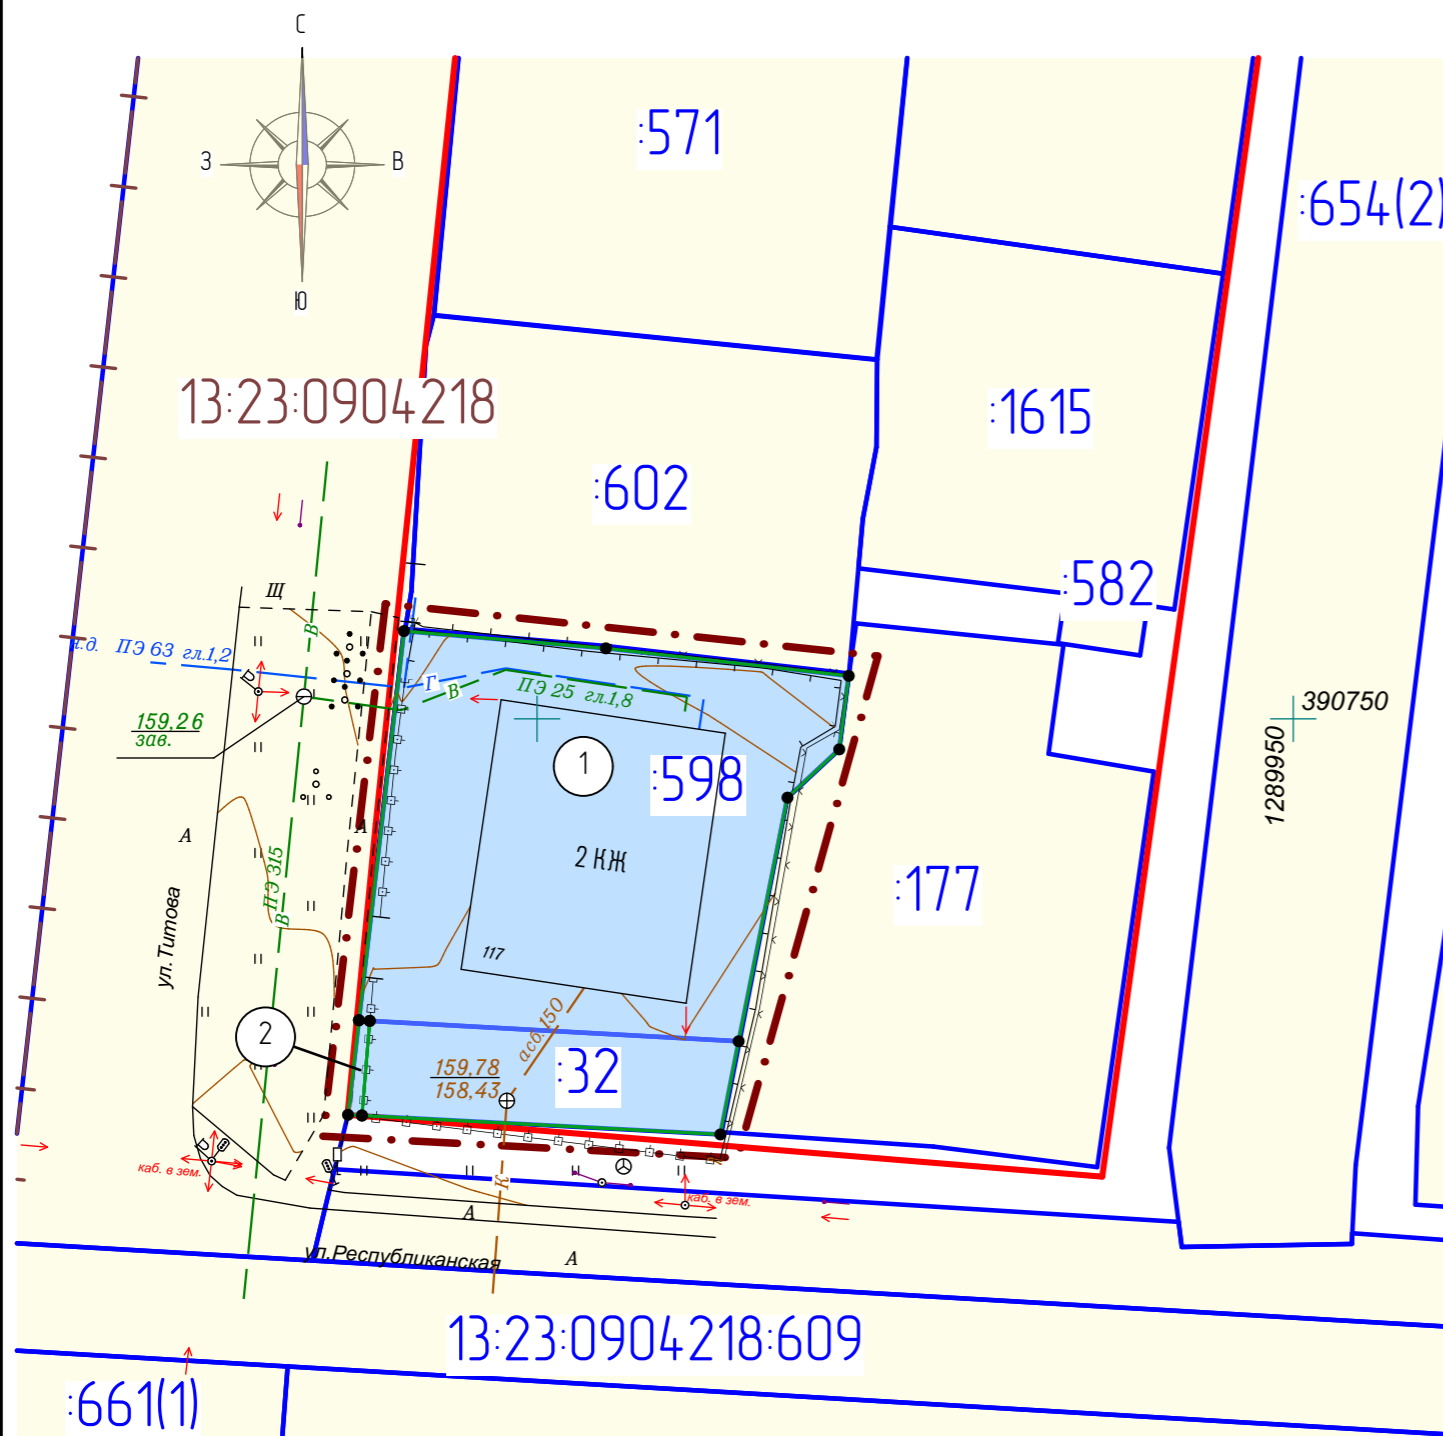 С
З
В
Ю
:571
:654(2)
13:23:0904218
:1615
:602
:582
Щ
В
ПЭ 63 гл.1,2
Г
В
ПЭ 25 гл.1,8
159,26
зав.
390750
1289950
1
:598
А
А
2 КЖ
ПЭ 315
В
:177
ул.Титова
117
2
асб.150
159,78
158,43
:32
каб. в зем.
К
каб. в зем.
А
ул.Республиканская
А
13:23:0904218:609
:661(1)